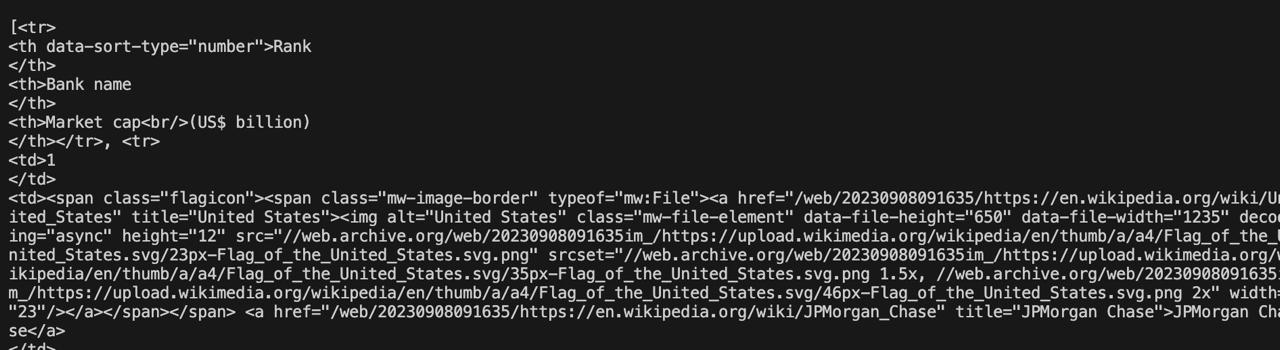 [<tr>
<th data-sort-type="number">Rank
</th>
<th>Bank name
</th>
<th>Market cap<br/>(US$ billion)
</th></tr>, <tr>
<td>1
</td>
<td><span class="flagicon"><span class="mw-image-border" typeof="mw:File"><a href="/web/20230908091635/https://en.wikipedia.org/wiki/Un
ited_States" title="United States"><img alt="United States" class="mw-file-element" data-file-height="650" data-file-width="1235" decod
ing="async" height="12" src="//web.archive.org/web/20230908091635im_/https://upload.wikimedia.org/wikipedia/en/thumb/a/a4/Flag_of_the_U
nited_States.svg/23px-Flag_of_the_United_States.svg.png" srcset="//web.archive.org/web/20230908091635im_/https://upload.wikimedia.org/w
ikipedia/en/thumb/a/a4/Flag_of_the_United_States.svg/35px-Flag_of_the_United_States.svg.png 1.5x, //web.archive.org/web/20230908091635i
m_/https://upload.wikimedia.org/wikipedia/en/thumb/a/a4/Flag_of_the_United_States.svg/46px-Flag_of_the_United_States.svg.png 2x" width=
"23"/></a></span></span> <a href="/web/20230908091635/https://en.wikipedia.org/wiki/JPMorgan_Chase" title="JPMorgan Chase">JPMorgan Cha
se</a>
</td>